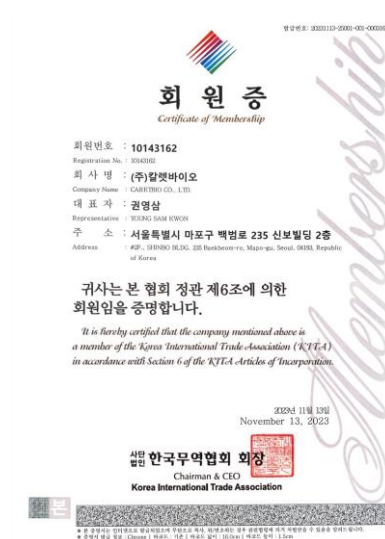 회 원 증
Certificate of Membership
회원번호 : 10143162
Registration No. : 10143162
회 사 명 : (주)칼렛바이오
Company Name :
대 표 자 : 권영삼
Representative : YOUNG SAM KWON
주 소 : 서울특별시 마포구 백범로 235 신보빌딩 2층
Address : #2F., SHINBO BLDG. 235 Baekbeom-ro, Mapo-gu, Seoul, 04193, Republic
of Korea
귀사는 본 협회 정관 제6조에 의한
회원임을 증명합니다.
It is hereby certified that the company mentioned above is
a member of the Korea International Trade Association (KITA)
in accordance with Section 6 of the KITA Articles of Incorporation.
2023년 11월 13일
November 13, 2023
사단법인 한국무역협회 회장
Chairman & CEO
Korea International Trade Association
본
Membership